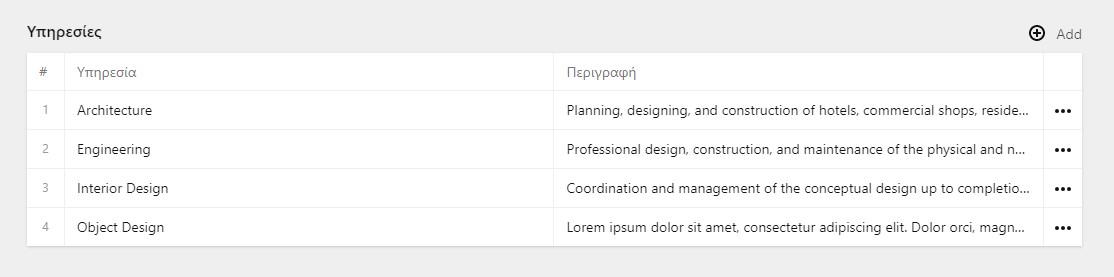 Υπηρεσίες
Add
# Υπηρεσία Περιγραφή
1 Architecture Planning, designing, and construction of hotels, commercial shops, reside...
2 Engineering Professional design, construction, and maintenance of the physical and n...
3 Interior Design Coordination and management of the conceptual design up to completio...
4 Object Design Lorem ipsum dolor sit amet, consectetur adipiscing elit. Dolor orci, magn...